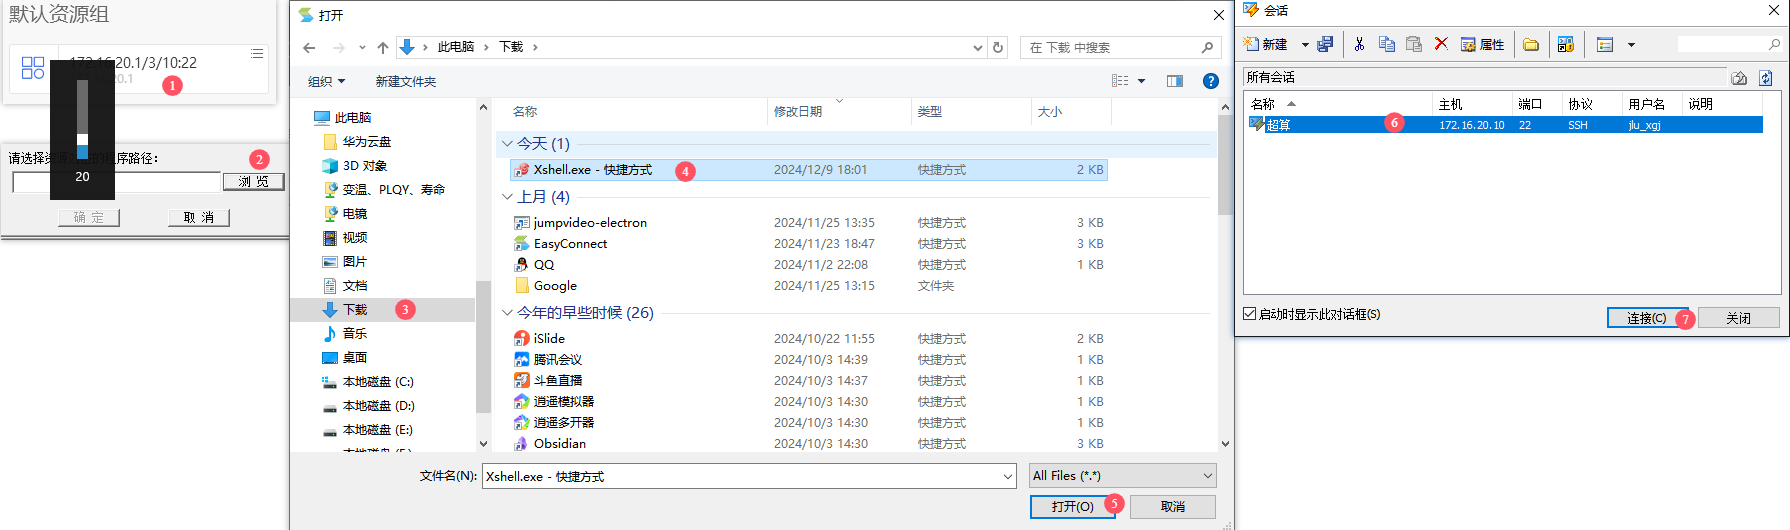 默认资源组
172.16.20.1/3/10:22
20.1
1
请选择资源
的程序路径:
2
浏 览
20
确 定
取 消
打开
此电脑 › 下载 ›
在 下载 中搜索
组织
新建文件夹
此电脑
华为云盘
3D 对象
变温、PLQY、寿命
电镜
视频
图片
文档
下载
3
音乐
桌面
本地磁盘 (C:)
本地磁盘 (D:)
本地磁盘 (E:)
名称 修改日期 类型 大小
今天 (1)
Xshell.exe - 快捷方式 4 2024/12/9 18:01 快捷方式 2 KB
上月 (4)
jumpvideo-electron 2024/11/25 13:35 快捷方式 3 KB
EasyConnect 2024/11/23 18:47 快捷方式 3 KB
QQ 2024/11/2 22:08 快捷方式 1 KB
Google 2024/11/25 13:15 文件夹
今年的早些时候 (26)
iSlide 2024/10/22 11:55 快捷方式 2 KB
腾讯会议 2024/10/3 14:39 快捷方式 1 KB
斗鱼直播 2024/10/3 14:37 快捷方式 1 KB
逍遥模拟器 2024/10/3 14:30 快捷方式 1 KB
逍遥多开器 2024/10/3 14:30 快捷方式 1 KB
Obsidian 2024/10/3 14:30 快捷方式 3 KB
文件名(N): Xshell.exe - 快捷方式 All Files (*.*)
打开(O) 5 取消
会话
新建 属性
所有会话
名称 主机 端口 协议 用户名 说明
超算 6 172.16.20.10 22 SSH jlu_xgj
启动时显示此对话框(S)
连接(C) 7 关闭